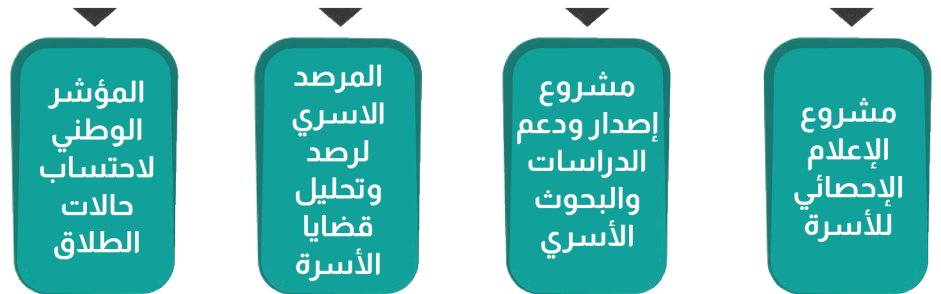 مشروع
الإعلام
الإحصائي
للأسرة
مشروع
إصدار ودعم
الدراسات
والبحوث
الأسري
المرصد
الاسري
لرصد
وتحليل
قضايا
الأسرة
المؤشر
الوطني
لاحتساب
حالات
الطلاق